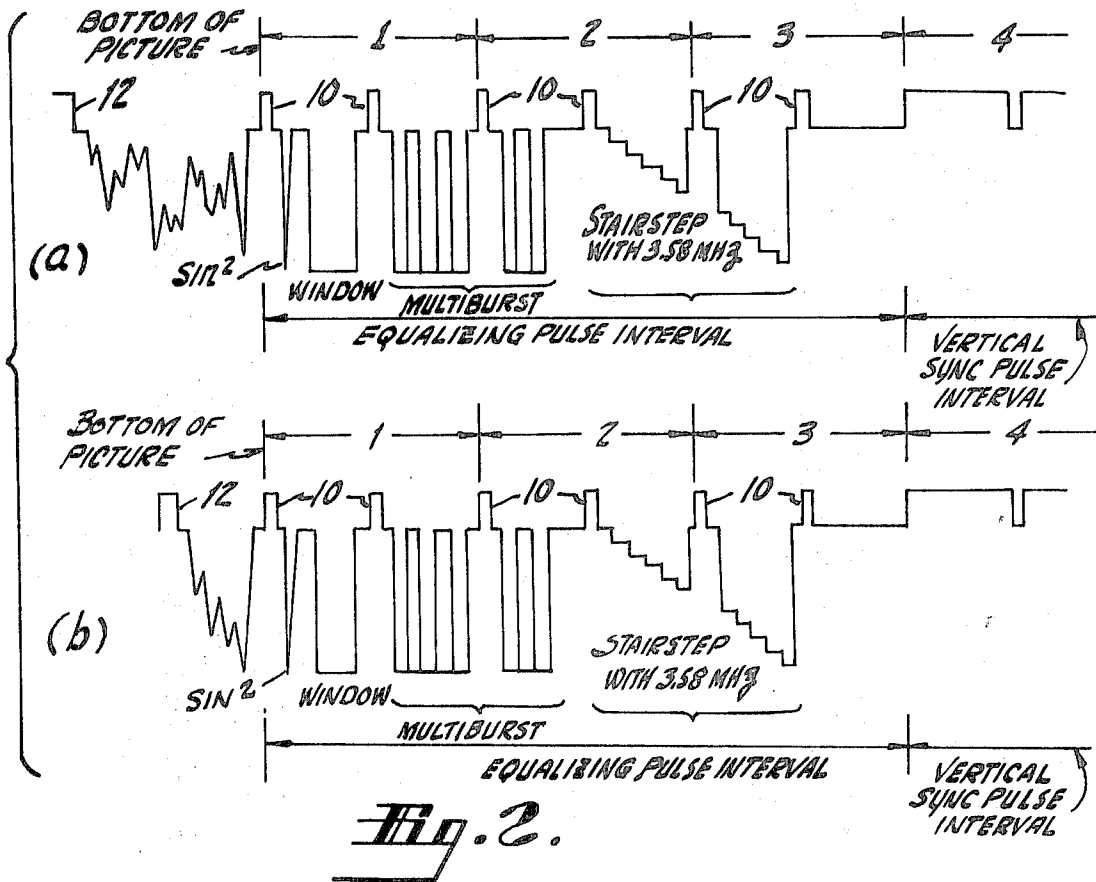 BOTTOM OF
PICTURE
1
2
3
4
12
10
10
10
(a)
SIN²
WINDOW
MULTIBURST
STAIRSTEP
WITH 3.58 MHz
EQUALIZING PULSE INTERVAL
VERTICAL
SYNC PULSE
INTERVAL
BOTTOM OF
PICTURE
1
2
3
4
12
10
10
10
(b)
SIN²
WINDOW
MULTIBURST
STAIRSTEP
WITH 3.58 MHz
EQUALIZING PULSE INTERVAL
VERTICAL
SYNC PULSE
INTERVAL
Fig. 2.